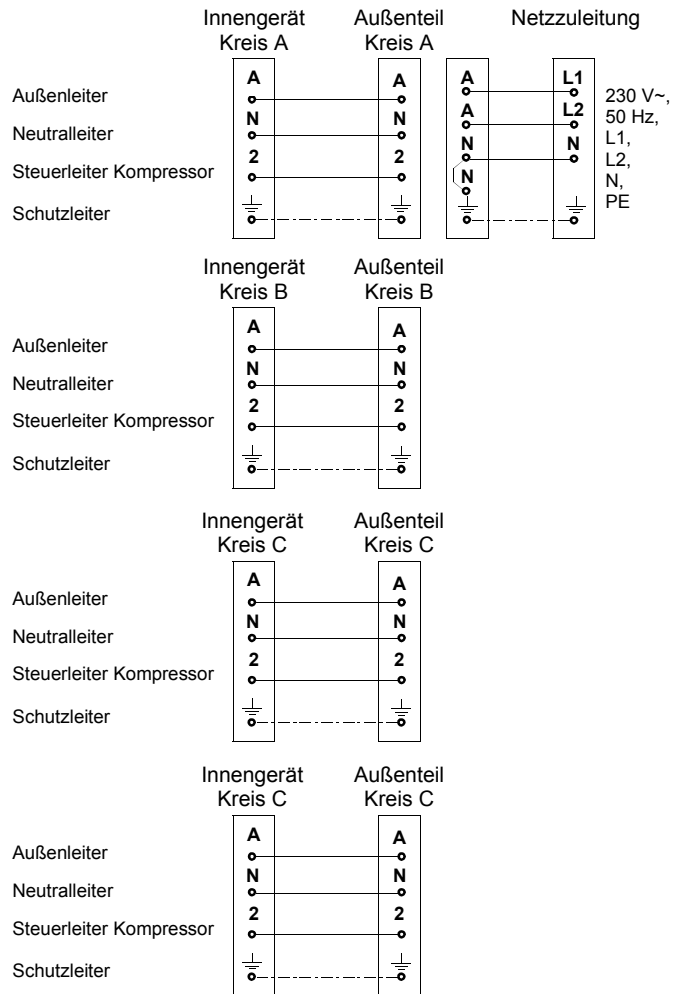 Innengerät Außenteil Netzzuleitung
Kreis A Kreis A
A A A L1
Außenleiter 230 V~,
N N A L2 50 Hz,
Neutralleiter L1,
2 2 N N L2,
Steuerleiter Kompressor N,
N PE
Schutzleiter
Innengerät Außenteil
Kreis B Kreis B
A A
Außenleiter
N N
Neutralleiter
2 2
Steuerleiter Kompressor
Schutzleiter
Innengerät Außenteil
Kreis C Kreis C
A A
Außenleiter
N N
Neutralleiter
2 2
Steuerleiter Kompressor
Schutzleiter
Innengerät Außenteil
Kreis C Kreis C
A A
Außenleiter
N N
Neutralleiter
2 2
Steuerleiter Kompressor
Schutzleiter